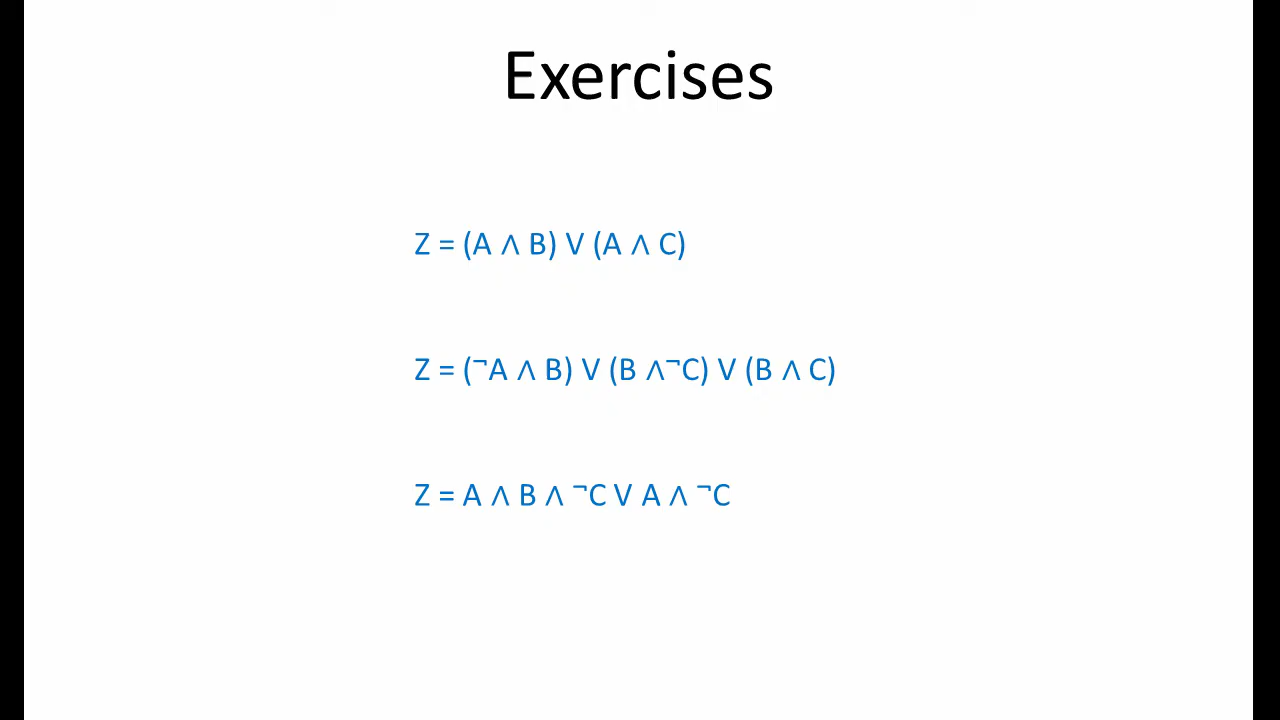 Exercises
Z = (A ∧ B) V (A ∧ C)
Z = (¬A ∧ B) V (B ∧¬C) V (B ∧ C)
Z = A ∧ B ∧ ¬C V A ∧ ¬C